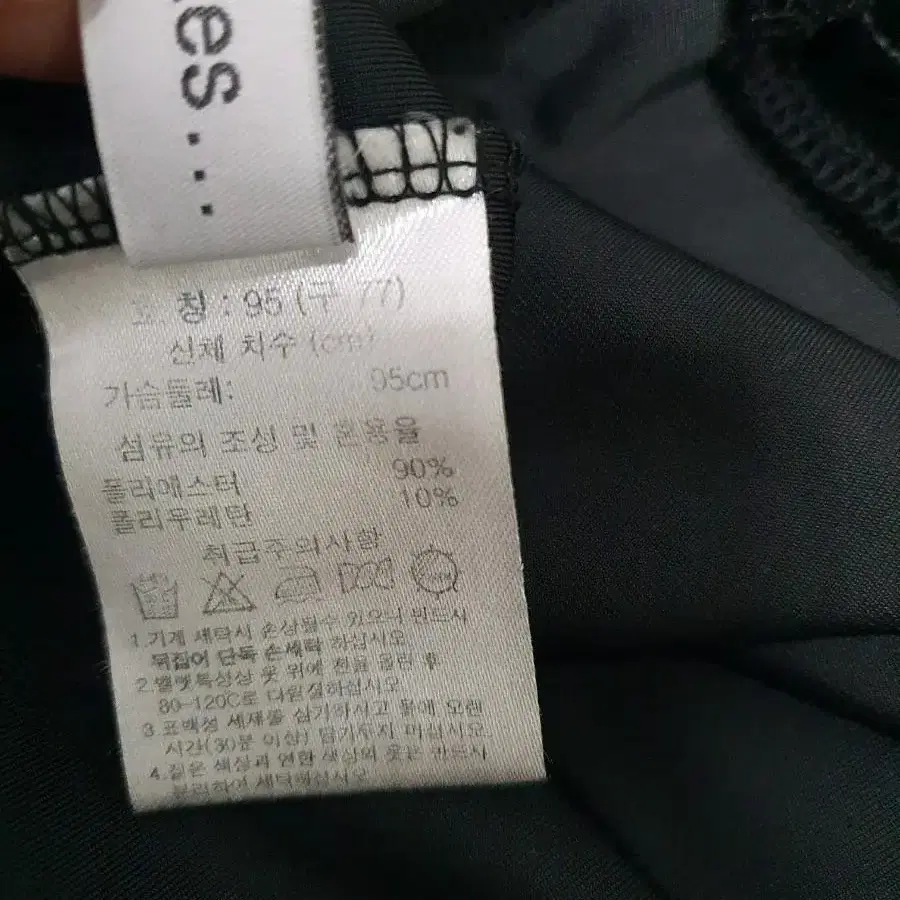 es...
호 칭 : 95 (구 77)
신체 치수 (cm)
가슴둘레: 95cm
섬유의 조성 및 혼용율
폴리에스터 90%
폴리우레탄 10%
취급주의사항
1.기계 세탁시 손상될수 있으니 반드시
뒤집어 단독 손세탁 하십시오
2.벨벳특성상 옷 위에 천을 올린 후
80-120C로 다림질하십시오
3.표백성 세재를 삼가하시고 물에 오랜
시간(30분 이상) 담가두지 마십시오
4.짙은 색상과 연한 색상의 옷은 반드시
분리하여 세탁해십시오